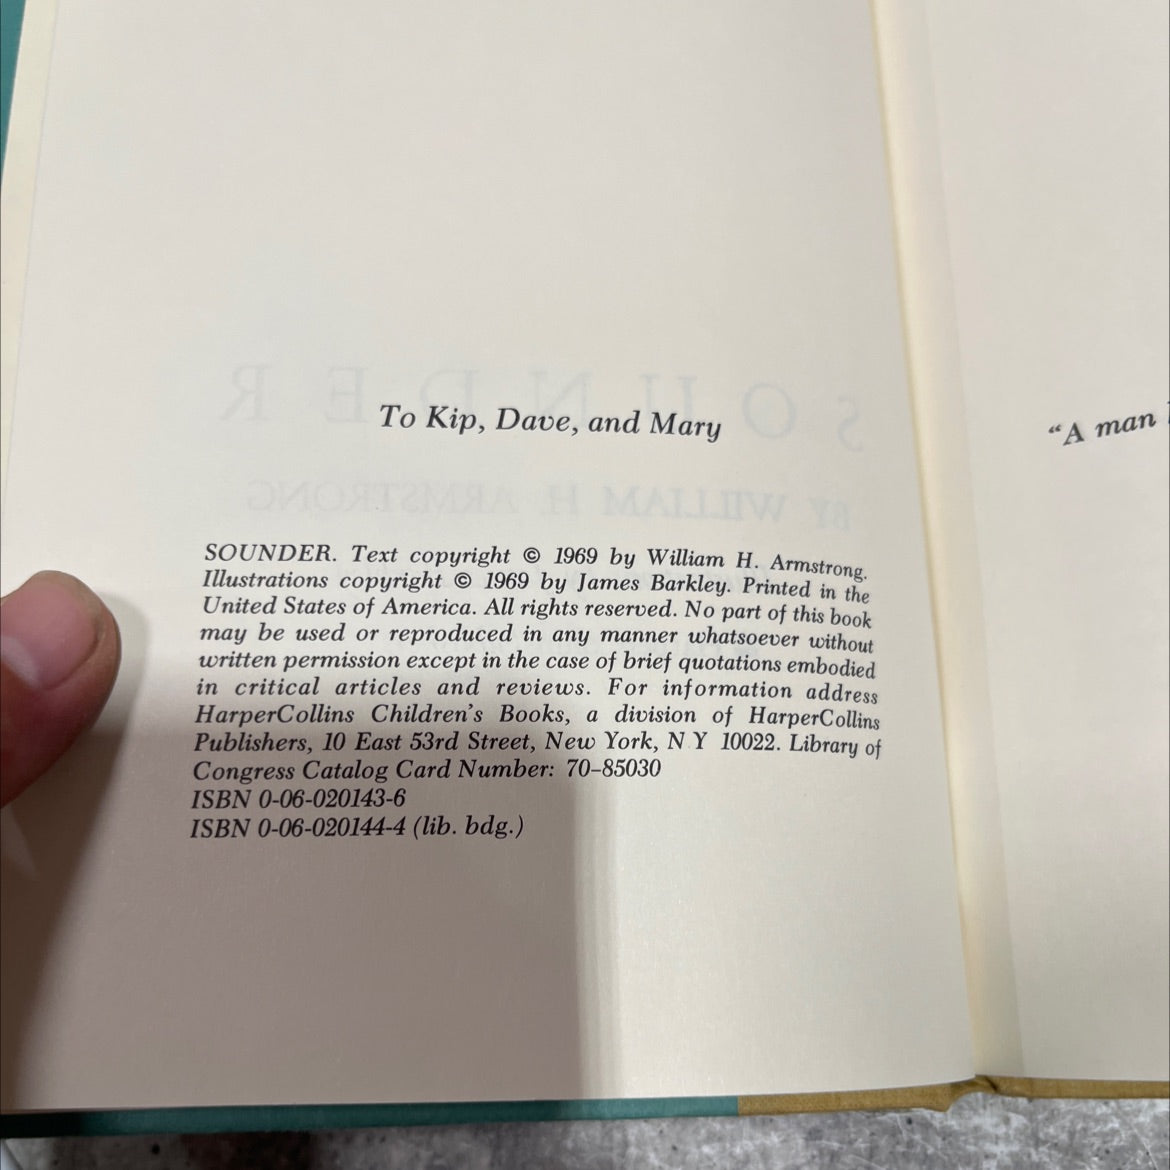 To Kip, Dave, and Mary
SOUNDER. Text copyright © 1969 by William H. Armstrong.
Illustrations copyright © 1969 by James Barkley. Printed in the
United States of America. All rights reserved. No part of this book
may be used or reproduced in any manner whatsoever without
written permission except in the case of brief quotations embodied
in critical articles and reviews. For information address
HarperCollins Children's Books, a division of HarperCollins
Publishers, 10 East 53rd Street, New York, N Y 10022. Library of
Congress Catalog Card Number: 70–85030
ISBN 0-06-020143-6
ISBN 0-06-020144-4 (lib. bdg.)
SOUNDER
BY WILLIAM H. ARMSTRONG
"A man